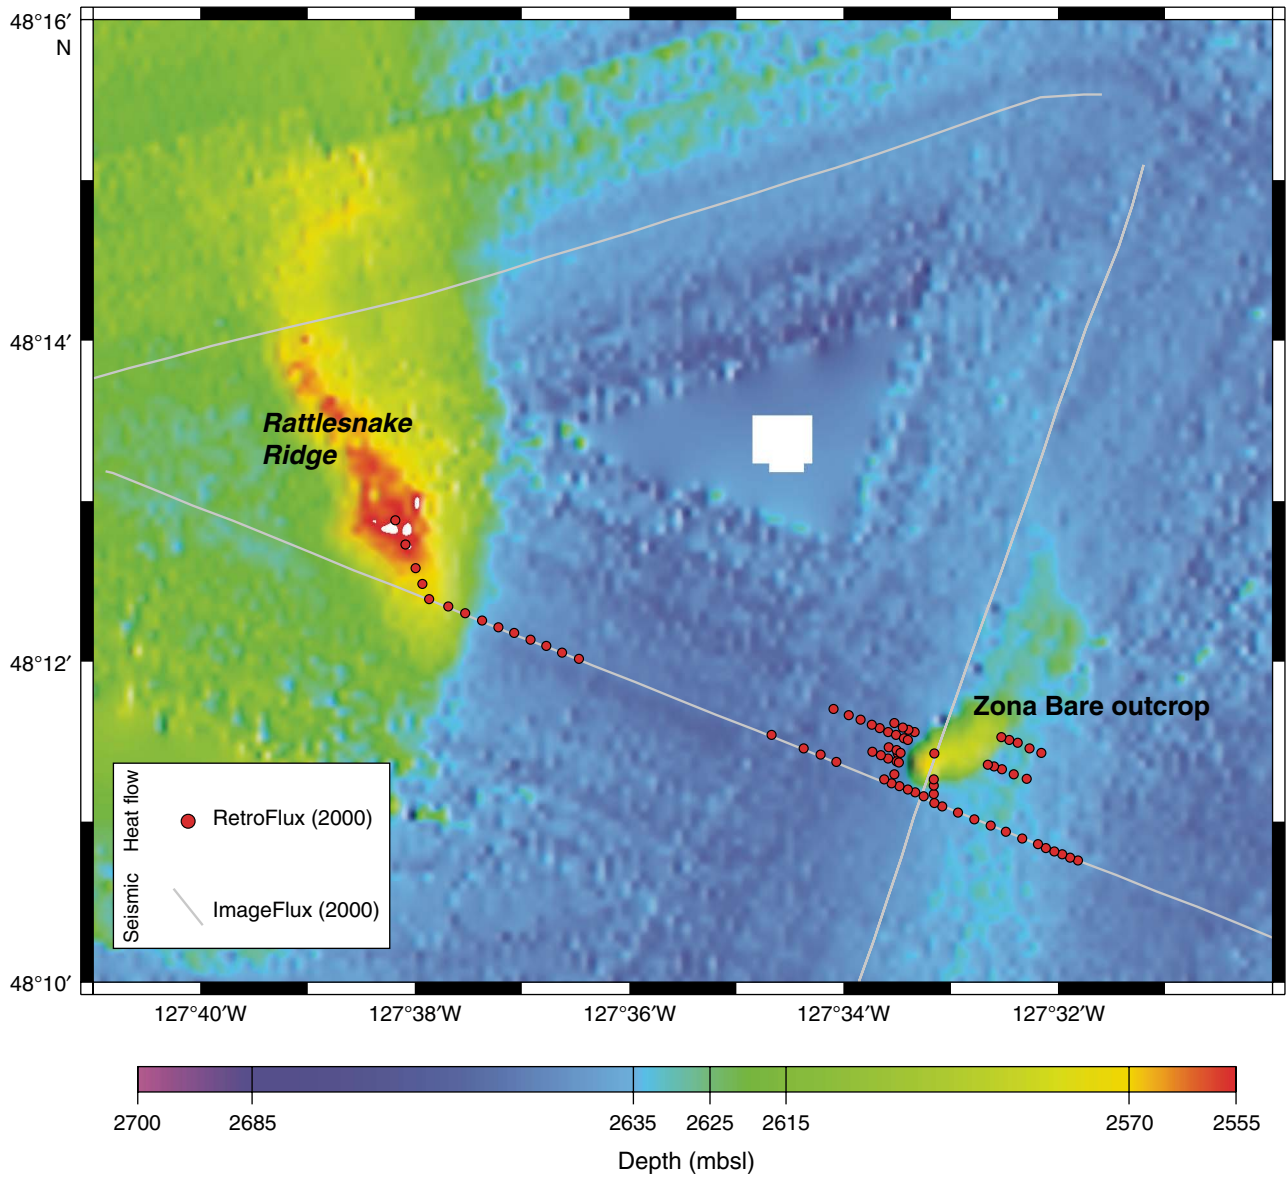 48°16′
N
48°14′
Rattlesnake
Ridge
48°12′
Zona Bare outcrop
Heat flow
RetroFlux (2000)
Seismic
ImageFlux (2000)
48°10′
127°40′W
127°38′W
127°36′W
127°34′W
127°32′W
2700
2685
2635
2625
2615
2570
2555
Depth (mbsl)